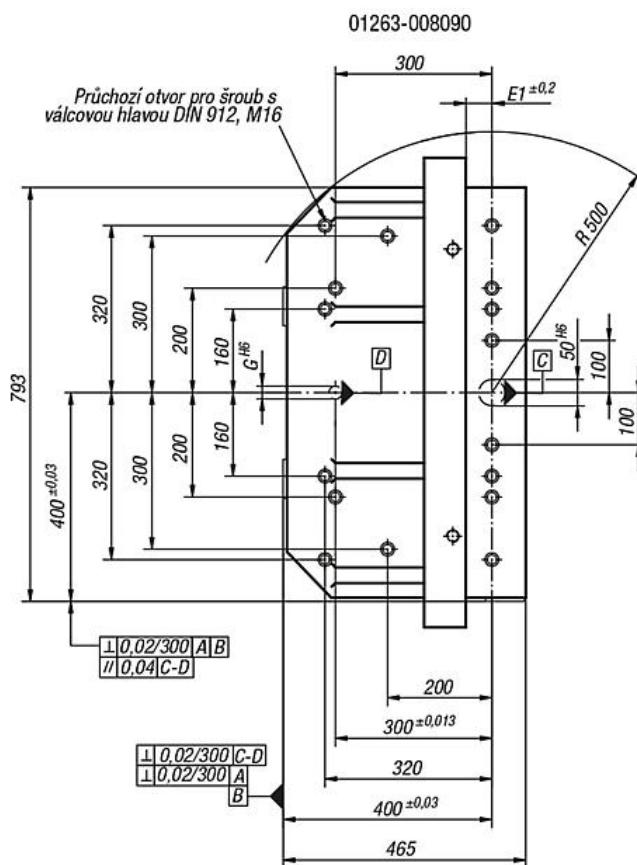 01263-008090
300
E1 ±0,2
Průchozí otvor pro šroub s
válcovou hlavou DIN 912, M16
R 500
793
400 ±0,03
320
320
300
300
200
200
160
160
G H6
D
C
50 H6
100
100
⊥ 0,02/300 A B
// 0,04 C-D
200
300 ±0,013
⊥ 0,02/300 C-D
⊥ 0,02/300 A
B
320
400 ±0,03
465